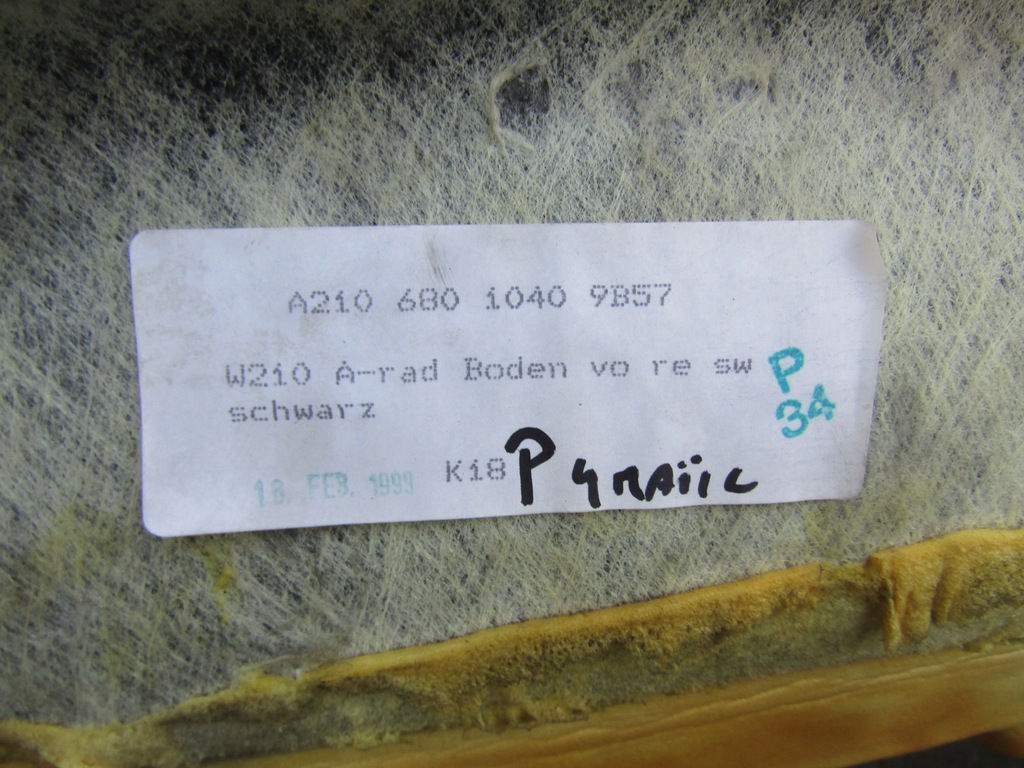 A210 680 1040 9B57
W210 A-rad Boden vo re sw
schwarz
P
34
K18
18. FEB. 1999
P